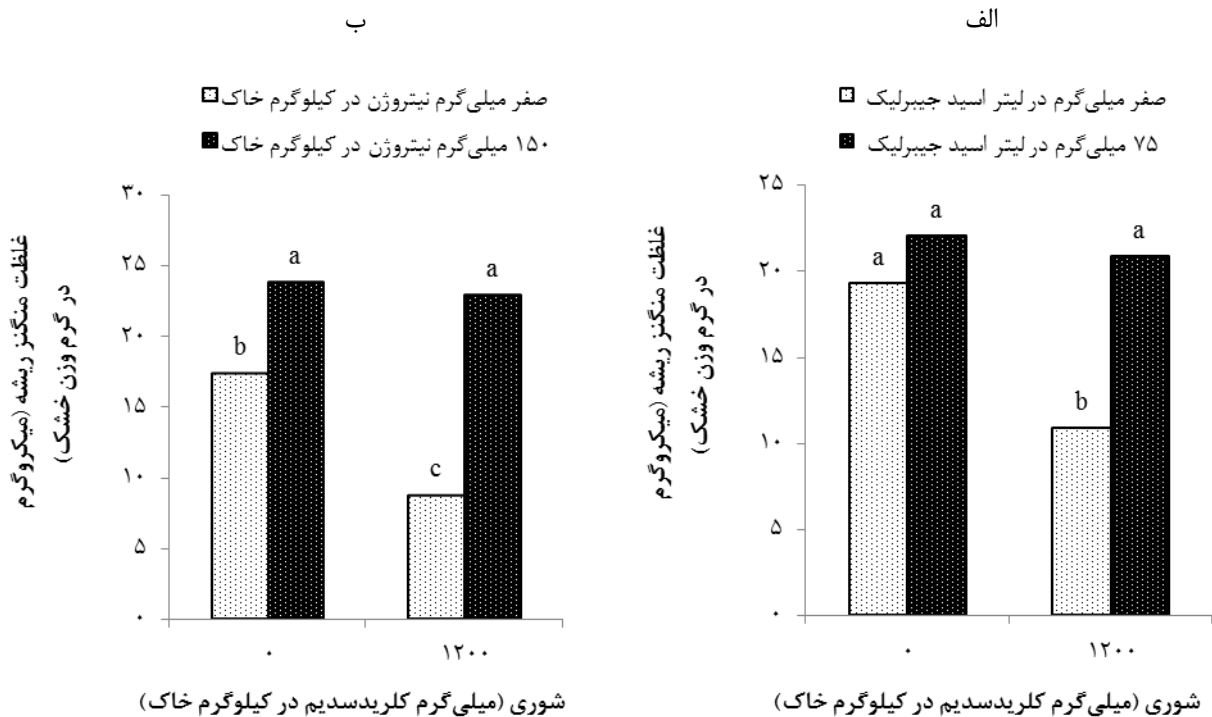 الف
صفر میلی‌گرم در لیتر اسید جیبرلیک
۷۵ میلی‌گرم در لیتر اسید جیبرلیک
غلظت منگنز ریشه (میکروگرم
در گرم وزن خشک)
۲۵
۲۰
۱۵
۱۰
۵
۰
a
a
b
a
۰
۱۲۰۰
شوری (میلی‌گرم کلریدسدیم در کیلوگرم خاک)
ب
صفر میلی‌گرم نیتروژن در کیلوگرم خاک
۱۵۰ میلی‌گرم نیتروژن در کیلوگرم خاک
غلظت منگنز ریشه (میکروگرم
در گرم وزن خشک)
۳۰
۲۵
۲۰
۱۵
۱۰
۵
۰
b
a
c
a
۰
۱۲۰۰
شوری (میلی‌گرم کلریدسدیم در کیلوگرم خاک)